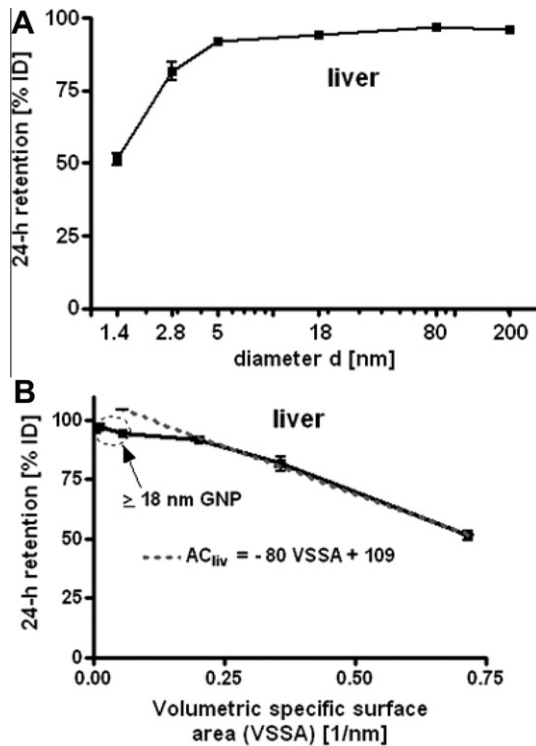 A
24-h retention [% ID]
100
75
50
25
0
liver
1.4 2.8 5 18 80 200
diameter d [nm]
B
24-h retention [% ID]
100
75
50
25
0
liver
≥ 18 nm GNP
AC_liv = - 80 VSSA + 109
0.00 0.25 0.50 0.75
Volumetric specific surface
area (VSSA) [1/nm]